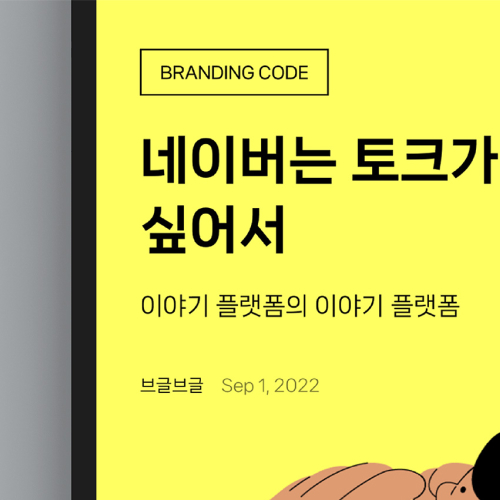 BRANDING CODE
네이버는 토크가
싶어서
이야기 플랫폼의 이야기 플랫폼
브글브글 Sep 1, 2022